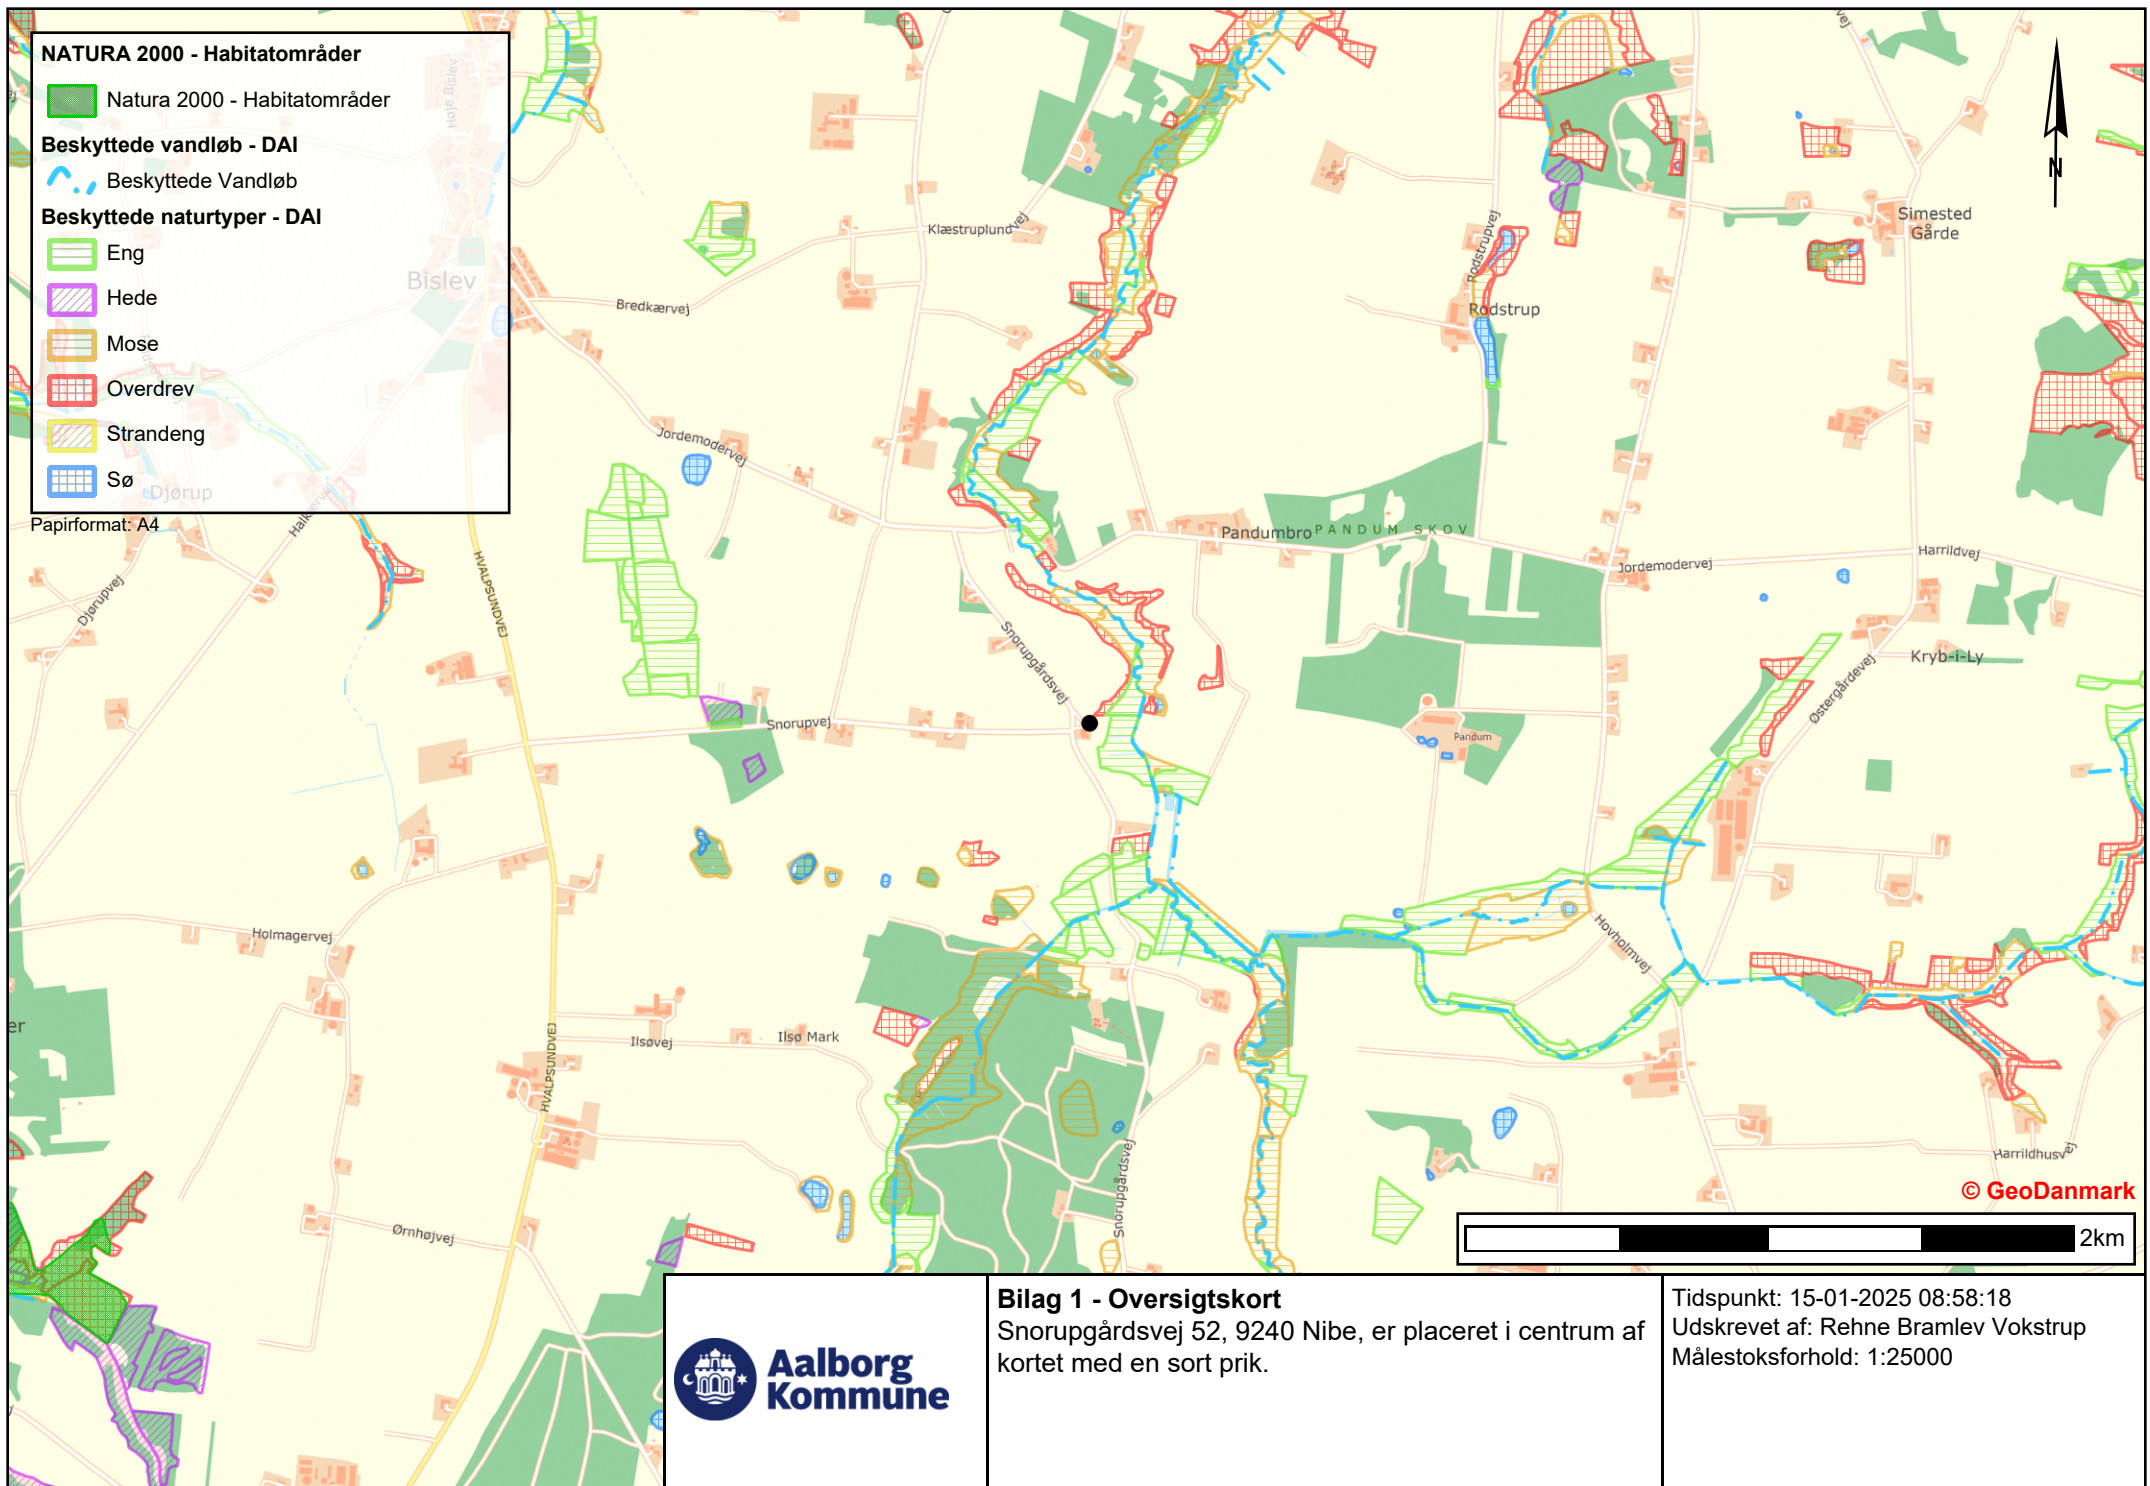 NATURA 2000 - Habitatområder
Natura 2000 - Habitatområder
Beskyttede vandløb - DAI
Beskyttede Vandløb
Beskyttede naturtyper - DAI
Eng
Hede
Mose
Overdrev
Strandeng
Sø
Papirformat: A4
Høje Bislev
Bislev
Djørup
Halkærvej
Djørupvej
HVALPSUNDVEJ
Bredkærvej
Klæstruplundvej
Jordemodervej
Rodstrupvej
Rodstrup
Simested
Gårde
N
Pandumbro
PANDUM SKOV
Jordemodervej
Harrildvej
Kryb-i-Ly
Østergårdevej
Snorupgårdsvej
Snorupvej
Pandum
Holmagervej
Hovholmvej
er
Ilsøvej
Ilsø Mark
HVALPSUNDVEJ
Snorupgårdsvej
Harrildhusvej
Ørnhøjvej
© GeoDanmark
2km
Aalborg
Kommune
Bilag 1 - Oversigtskort
Snorupgårdsvej 52, 9240 Nibe, er placeret i centrum af
kortet med en sort prik.
Tidspunkt: 15-01-2025 08:58:18
Udskrevet af: Rehne Bramlev Vokstrup
Målestoksforhold: 1:25000